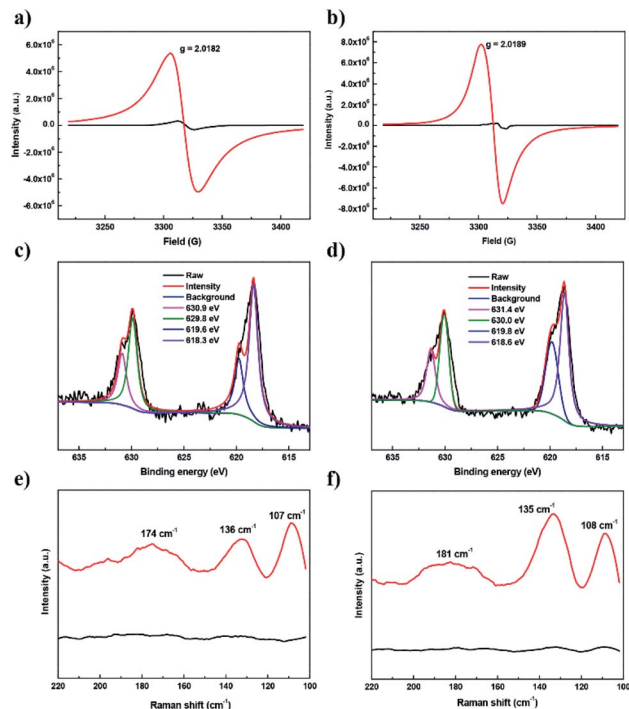 a)
g = 2.0182
6.0x10⁶
4.0x10⁶
2.0x10⁶
0.0
-2.0x10⁶
-4.0x10⁶
-6.0x10⁶
Intensity (a.u.)
3250 3300 3350 3400
Field (G)
b)
g = 2.0189
8.0x10⁶
6.0x10⁶
4.0x10⁶
2.0x10⁶
0.0
-2.0x10⁶
-4.0x10⁶
-6.0x10⁶
-8.0x10⁶
Intensity (a.u.)
3250 3300 3350 3400
Field (G)
c)
Raw
Intensity
Background
630.9 eV
629.8 eV
619.6 eV
618.3 eV
Intensity (a.u.)
635 630 625 620 615
Binding energy (eV)
d)
Raw
Intensity
Background
631.4 eV
630.0 eV
619.8 eV
618.6 eV
Intensity (a.u.)
635 630 625 620 615
Binding energy (eV)
e)
174 cm⁻¹
136 cm⁻¹
107 cm⁻¹
Intensity (a.u.)
220 200 180 160 140 120 100
Raman shift (cm⁻¹)
f)
181 cm⁻¹
135 cm⁻¹
108 cm⁻¹
Intensity (a.u.)
220 200 180 160 140 120 100
Raman shift (cm⁻¹)